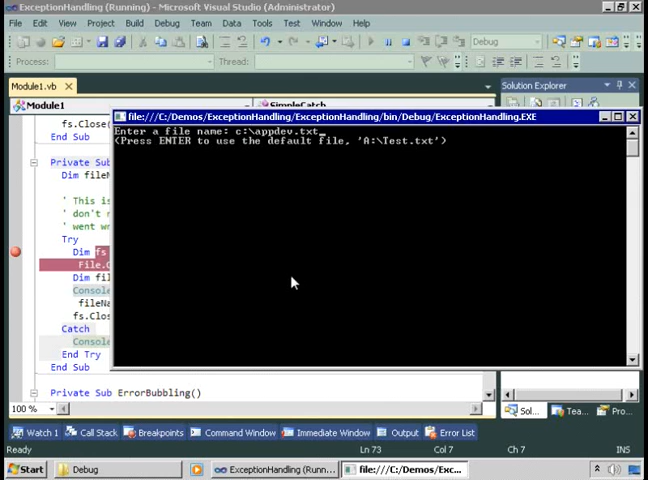 ExceptionHandling (Running) - Microsoft Visual Studio (Administrator)
File Edit View Project Build Debug Team Data Tools Test Window Help
Debug
Process: Thread:
Module1.vb Solution Explorer
Module1 SimpleCatch
file:///C:/Demos/ExceptionHandling/ExceptionHandling/bin/Debug/ExceptionHandling.EXE
Enter a file name: c:\appdev.txt_
(Press ENTER to use the default file, 'A:\Test.txt')
fs.Close(
End Sub
Private Sub
Dim fileN
' This is
' don't
' went w
Try
Dim fs
File.O
Dim fil
Console
fileNa
fs.Clos
Catch
Console
End Try
End Sub
Private Sub ErrorBubbling()
100 %
Sol... Tea... Pro...
Watch 1 Call Stack Breakpoints Command Window Immediate Window Output Error List
Ready Ln 73 Col 7 Ch 7 INS
Start Debug ExceptionHandling (Runn... file:///C:/Demos/Exc...